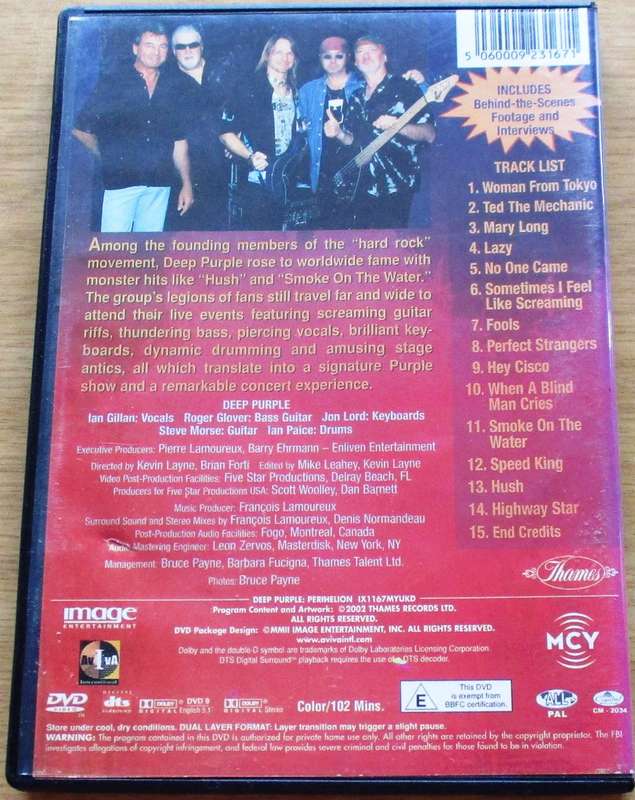 5 060009 231671
INCLUDES
Behind-the-Scenes
Footage and
Interviews
TRACK LIST
1. Woman From Tokyo
2. Ted The Mechanic
3. Mary Long
4. Lazy
5. No One Came
6. Sometimes I Feel
Like Screaming
7. Fools
8. Perfect Strangers
9. Hey Cisco
10. When A Blind
Man Cries
11. Smoke On The
Water
12. Speed King
13. Hush
14. Highway Star
15. End Credits
Among the founding members of the "hard rock"
movement, Deep Purple rose to worldwide fame with
monster hits like "Hush" and "Smoke On The Water."
The group's legions of fans still travel far and wide to
attend their live events featuring screaming guitar
riffs, thundering bass, piercing vocals, brilliant key-
boards, dynamic drumming and amusing stage
antics, all which translate into a signature Purple
show and a remarkable concert experience.
DEEP PURPLE
Ian Gillan: Vocals Roger Glover: Bass Guitar Jon Lord: Keyboards
Steve Morse: Guitar Ian Paice: Drums
Executive Producers: Pierre Lamoureux, Barry Ehrmann – Enliven Entertainment
Directed by Kevin Layne, Brian Forti Edited by Mike Leahey, Kevin Layne
Video Post-Production Facilities: Five Star Productions, Delray Beach, FL
Producers for Five Star Productions USA: Scott Woolley, Dan Barnett
Music Producer: François Lamoureux
Surround Sound and Stereo Mixes by François Lamoureux, Denis Normandeau
Post-Production Audio Facilities: Fogo, Montreal, Canada
Audio Mastering Engineer: Leon Zervos, Masterdisk, New York, NY
Management: Bruce Payne, Barbara Fucigna, Thames Talent Ltd.
Photos: Bruce Payne
Thames
DEEP PURPLE: PERIHELION IX1167MYUKD
Program Content and Artwork: ©2002 THAMES RECORDS LTD.
ALL RIGHTS RESERVED.
DVD Package Design: ©MMII IMAGE ENTERTAINMENT, INC. ALL RIGHTS RESERVED.
www.avivaintl.com
Dolby and the double-D symbol are trademarks of Dolby Laboratories Licensing Corporation.
DTS Digital Surround™ playback requires the use of a DTS decoder.
image
ENTERTAINMENT
AvIvA
MCY
DVD
DIGITAL
dts
SURROUND
DOLBY DVD 9
DIGITAL English 5.1
DOLBY
DIGITAL Stereo
Color/102 Mins.
E
This DVD
is exempt from
BBFC certification.
PAL
CM - 2034
Store under cool, dry conditions. DUAL LAYER FORMAT: Layer transition may trigger a slight pause.
WARNING: The program contained in this DVD is authorized for private home use only. All other rights are retained by the copyright proprietor. The FBI
investigates allegations of copyright infringement, and federal law provides severe criminal and civil penalties for those found to be in violation.